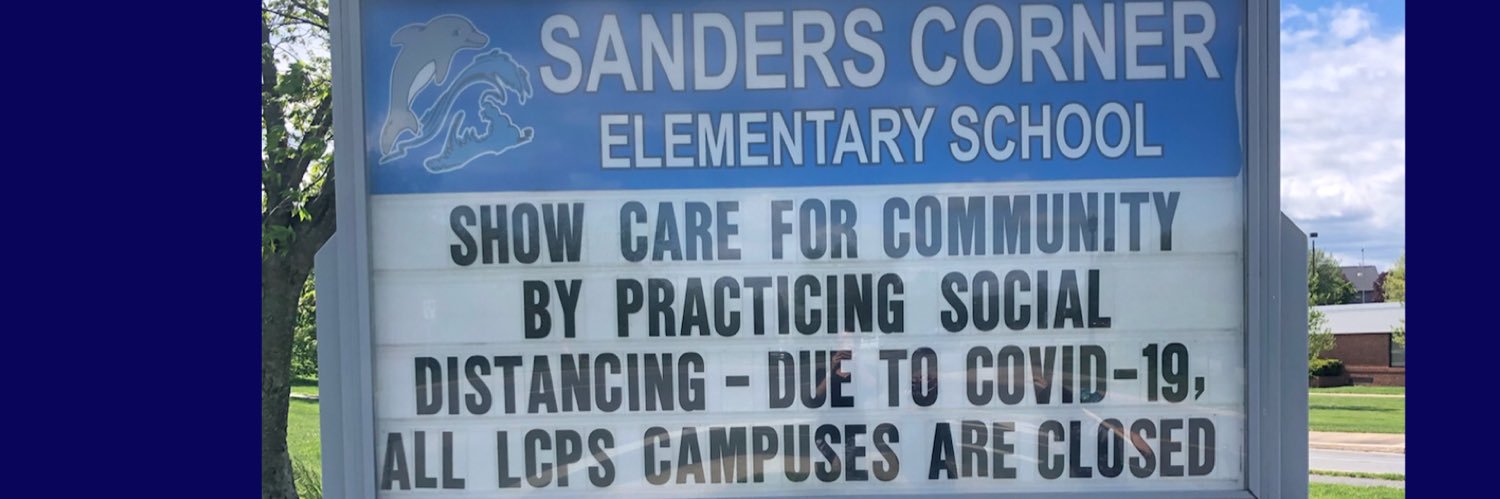 SANDERS CORNER
ELEMENTARY SCHOOL
SHOW CARE FOR COMMUNITY
BY PRACTICING SOCIAL
DISTANCING - DUE TO COVID-19,
ALL LCPS CAMPUSES ARE CLOSED